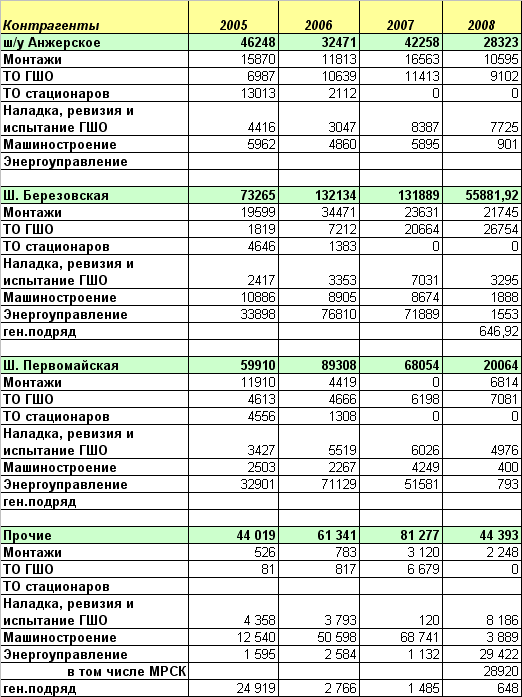 Контрагенты 2005 2006 2007 2008
ш/у Анжерское 46248 32471 42258 28323
Монтажи 15870 11813 16563 10595
ТО ГШО 6987 10639 11413 9102
ТО стационаров 13013 2112 0 0
Наладка, ревизия и
испытание ГШО 4416 3047 8387 7725
Машиностроение 5962 4860 5895 901
Энергоуправление
Ш. Березовская 73265 132134 131889 55881,92
Монтажи 19599 34471 23631 21745
ТО ГШО 1819 7212 20664 26754
ТО стационаров 4646 1383 0 0
Наладка, ревизия и
испытание ГШО 2417 3353 7031 3295
Машиностроение 10886 8905 8674 1888
Энергоуправление 33898 76810 71889 1553
ген.подряд 646,92
Ш. Первомайская 59910 89308 68054 20064
Монтажи 11910 4419 0 6814
ТО ГШО 4613 4666 6198 7081
ТО стационаров 4556 1308 0 0
Наладка, ревизия и
испытание ГШО 3427 5519 6026 4976
Машиностроение 2503 2267 4249 400
Энергоуправление 32901 71129 51581 793
ген.подряд
Прочие 44 019 61 341 81 277 44 393
Монтажи 526 783 3 120 2 248
ТО ГШО 81 817 6 679 0
ТО стационаров
Наладка, ревизия и
испытание ГШО 4 358 3 793 120 8 186
Машиностроение 12 540 50 598 68 741 3 889
Энергоуправление 1 595 2 584 1 132 29 422
в том числе МРСК 28920
ген.подряд 24 919 2 766 1 485 648